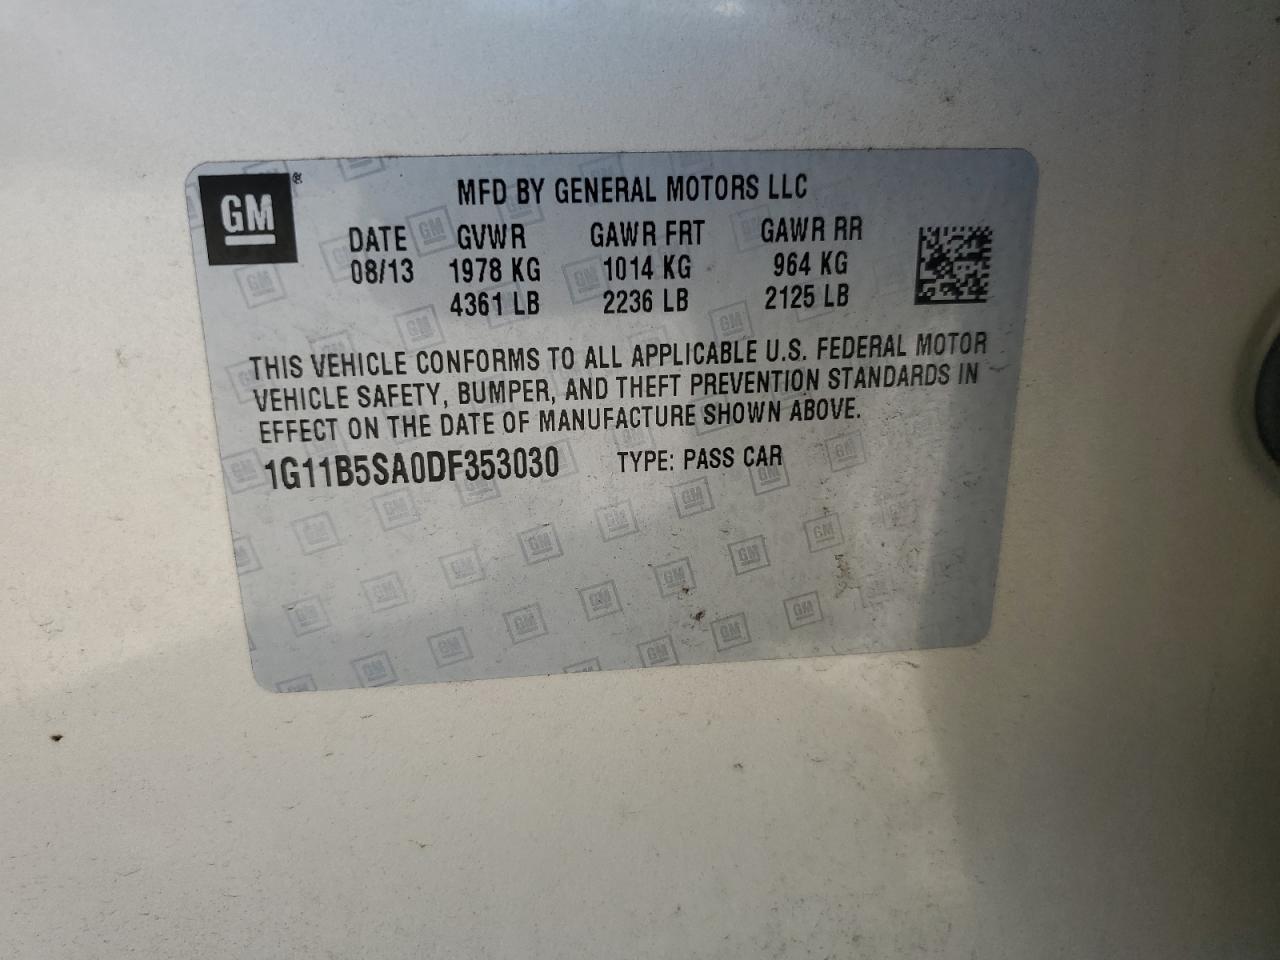 GM®
MFD BY GENERAL MOTORS LLC
DATE GVWR GAWR FRT GAWR RR
08/13 1978 KG 1014 KG 964 KG
4361 LB 2236 LB 2125 LB
THIS VEHICLE CONFORMS TO ALL APPLICABLE U.S. FEDERAL MOTOR
VEHICLE SAFETY, BUMPER, AND THEFT PREVENTION STANDARDS IN
EFFECT ON THE DATE OF MANUFACTURE SHOWN ABOVE.
1G11B5SA0DF353030 TYPE: PASS CAR